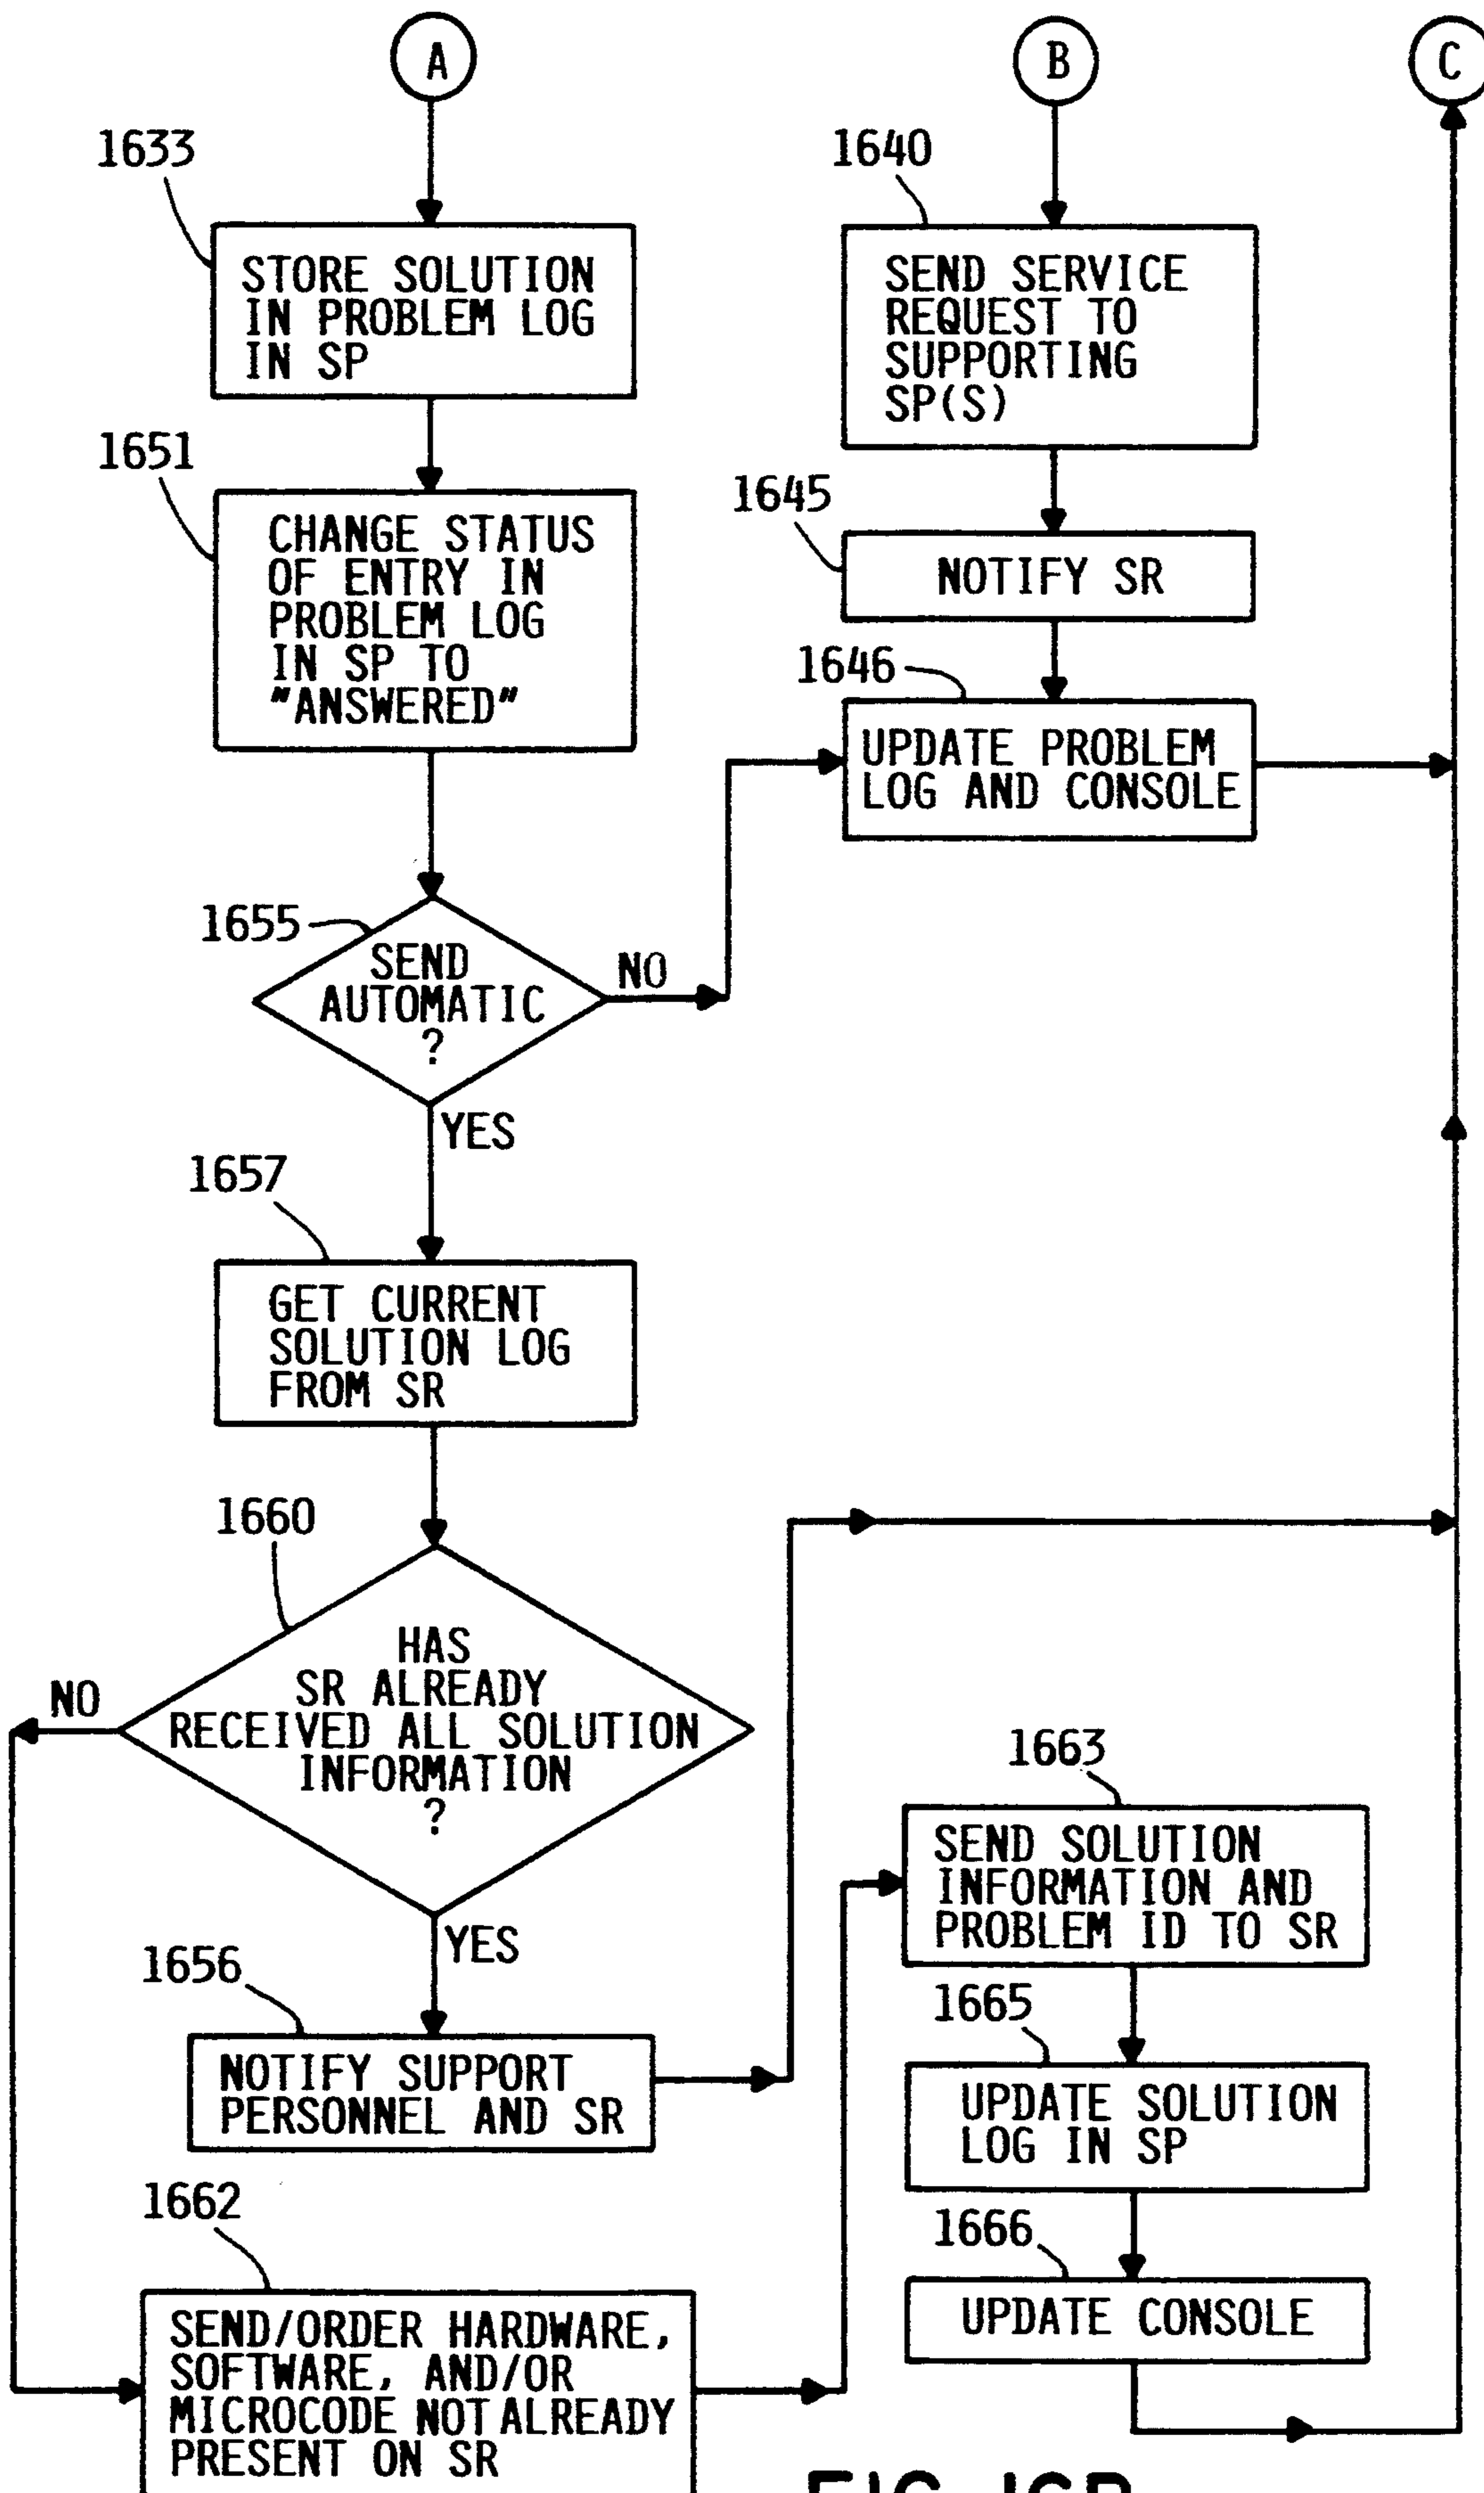 A
B
C
1633
STORE SOLUTION
IN PROBLEM LOG
IN SP
1640
SEND SERVICE
REQUEST TO
SUPPORTING
SP(S)
1651
CHANGE STATUS
OF ENTRY IN
PROBLEM LOG
IN SP TO
"ANSWERED"
1645
NOTIFY SR
1646
UPDATE PROBLEM
LOG AND CONSOLE
1655
SEND
AUTOMATIC
?
NO
YES
1657
GET CURRENT
SOLUTION LOG
FROM SR
1660
HAS
SR ALREADY
RECEIVED ALL SOLUTION
INFORMATION
?
NO
YES
1656
NOTIFY SUPPORT
PERSONNEL AND SR
1662
SEND/ORDER HARDWARE,
SOFTWARE, AND/OR
MICROCODE NOT ALREADY
PRESENT ON SR
1663
SEND SOLUTION
INFORMATION AND
PROBLEM ID TO SR
1665
UPDATE SOLUTION
LOG IN SP
1666
UPDATE CONSOLE